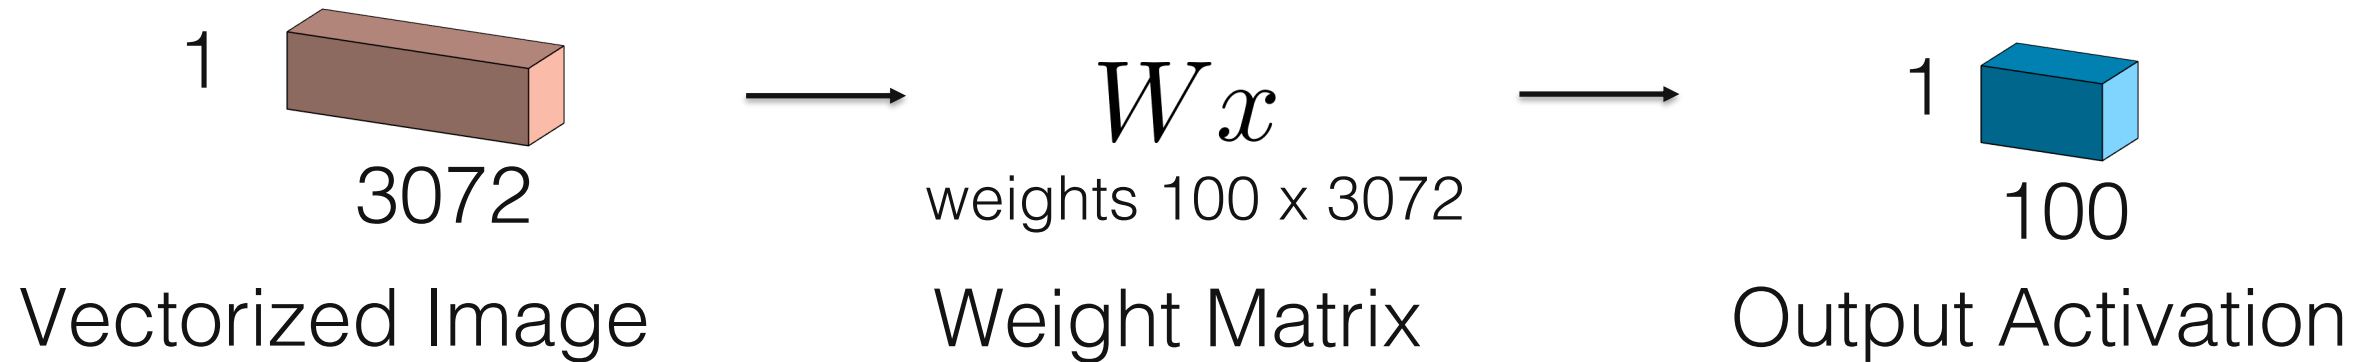 1
3072
Vectorized Image
Wx
weights 100 x 3072
Weight Matrix
1
100
Output Activation